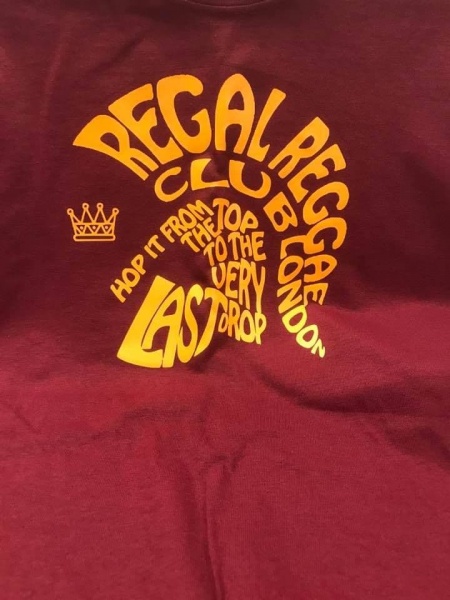 REGAL REGGAE
CLUB LONDON
HOP IT FROM
THE TOP
TO THE
VERY
LAST DROP